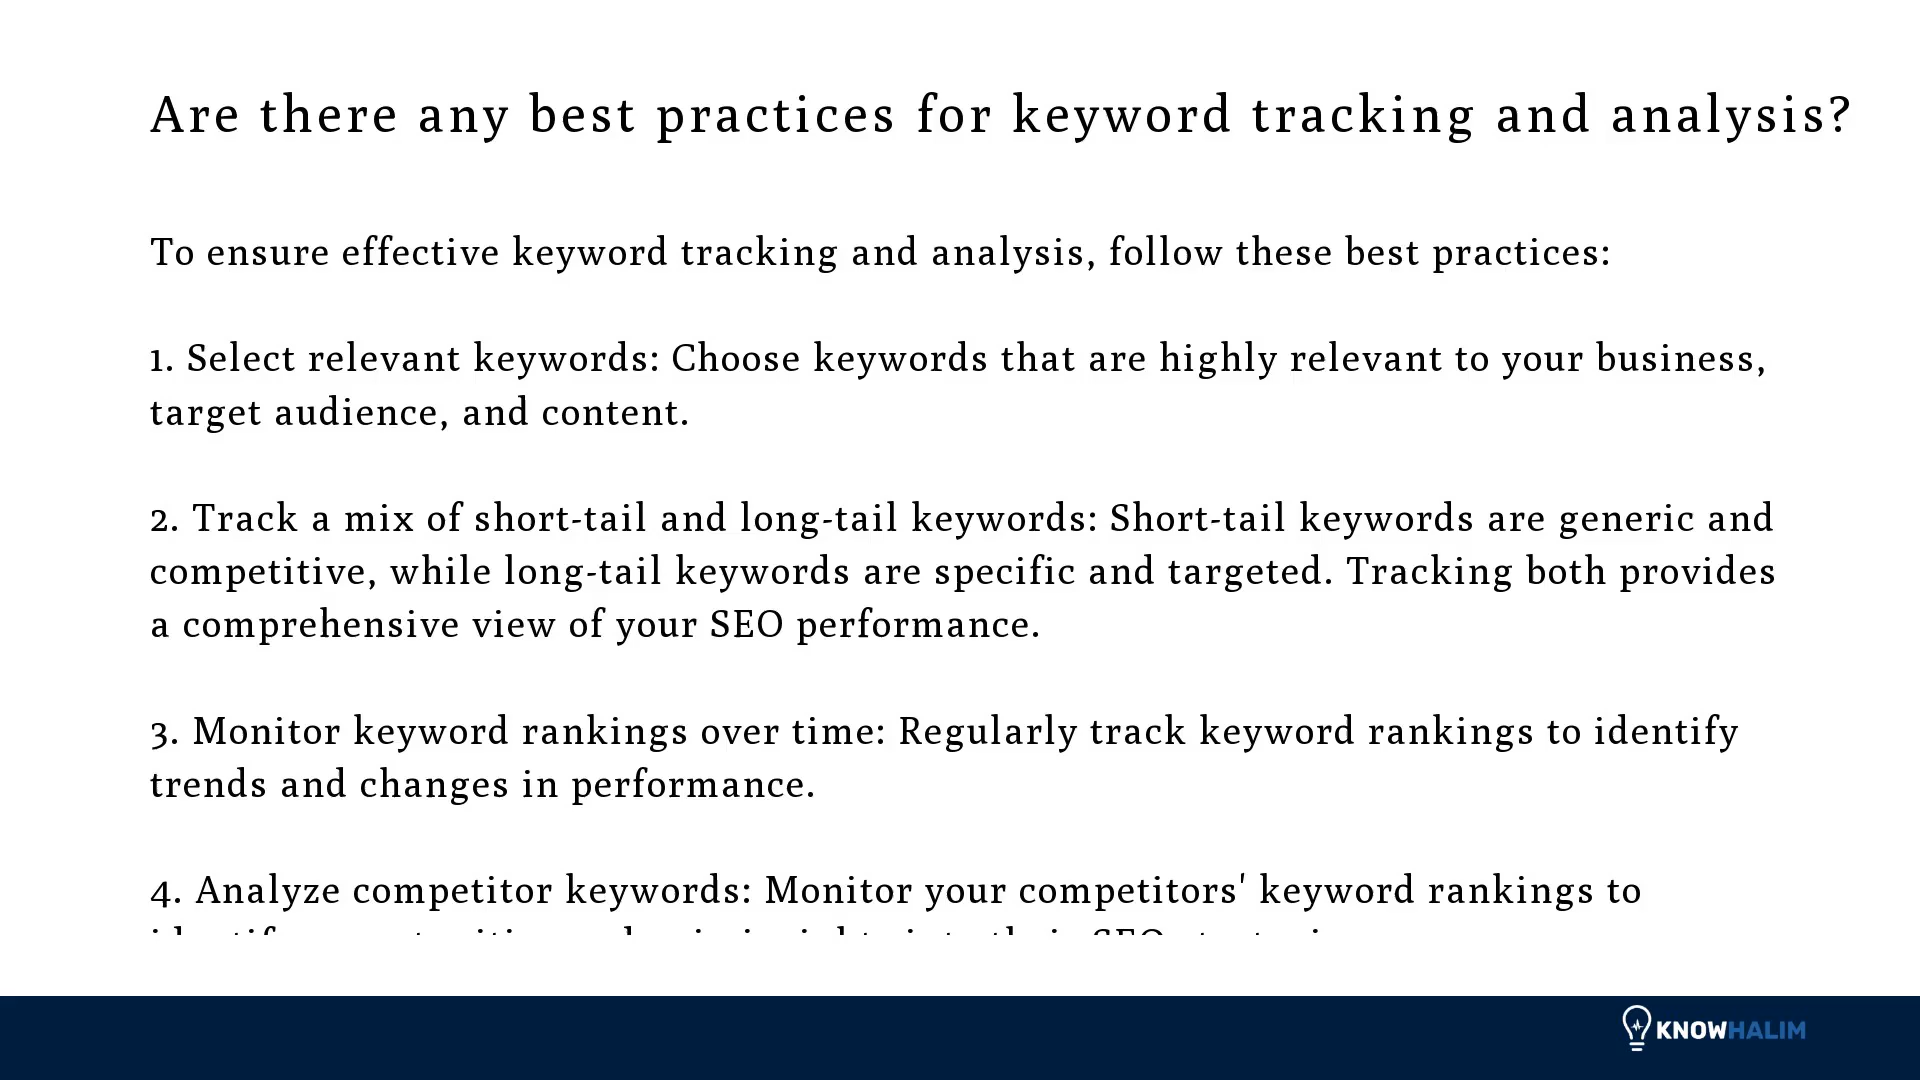 Are there any best practices for keyword tracking and analysis?
To ensure effective keyword tracking and analysis, follow these best practices:
1. Select relevant keywords: Choose keywords that are highly relevant to your business,
target audience, and content.
2. Track a mix of short-tail and long-tail keywords: Short-tail keywords are generic and
competitive, while long-tail keywords are specific and targeted. Tracking both provides
a comprehensive view of your SEO performance.
3. Monitor keyword rankings over time: Regularly track keyword rankings to identify
trends and changes in performance.
4. Analyze competitor keywords: Monitor your competitors' keyword rankings to
KNOWHALIM